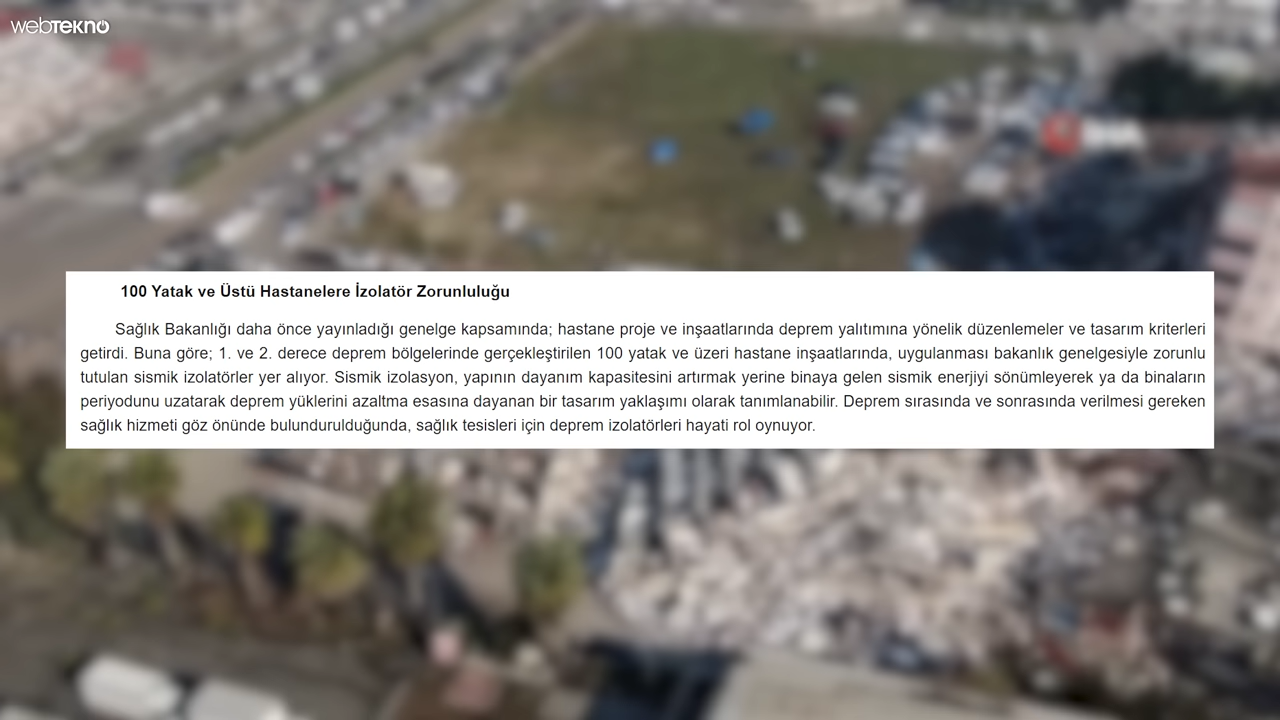 webTEKNO
100 Yatak ve Üstü Hastanelere İzolatör Zorunluluğu
Sağlık Bakanlığı daha önce yayınladığı genelge kapsamında; hastane proje ve inşaatlarında deprem yalıtımına yönelik düzenlemeler ve tasarım kriterleri
getirdi. Buna göre; 1. ve 2. derece deprem bölgelerinde gerçekleştirilen 100 yatak ve üzeri hastane inşaatlarında, uygulanması bakanlık genelgesiyle zorunlu
tutulan sismik izolatörler yer alıyor. Sismik izolasyon, yapının dayanım kapasitesini artırmak yerine binaya gelen sismik enerjiyi sönümleyerek ya da binaların
periyodunu uzatarak deprem yüklerini azaltma esasına dayanan bir tasarım yaklaşımı olarak tanımlanabilir. Deprem sırasında ve sonrasında verilmesi gereken
sağlık hizmeti göz önünde bulundurulduğunda, sağlık tesisleri için deprem izolatörleri hayati rol oynuyor.